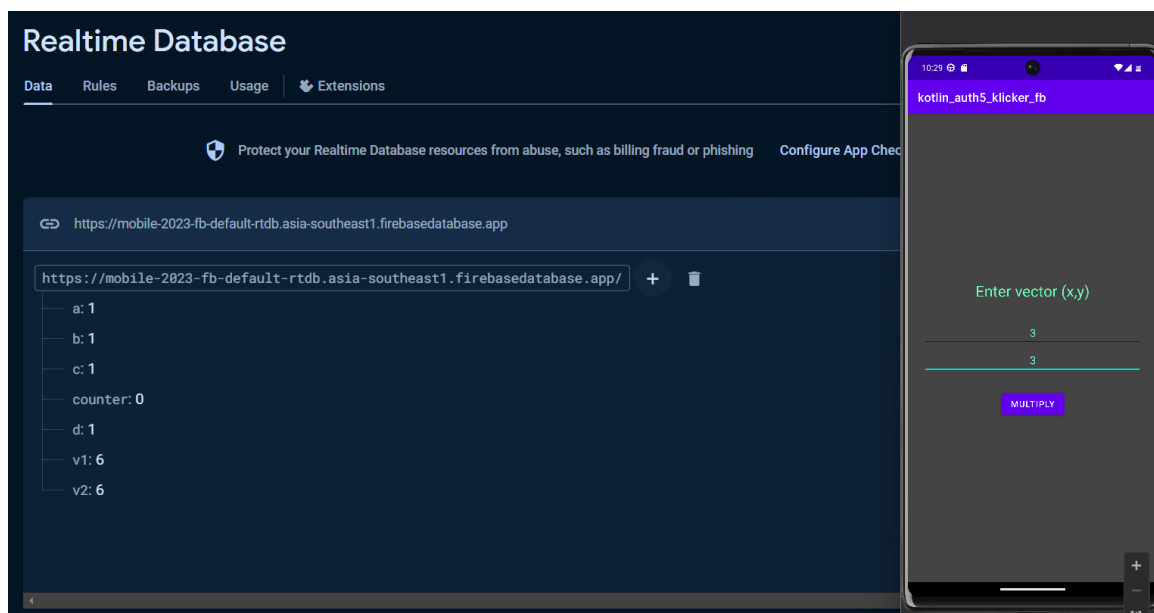 Realtime Database
Data Rules Backups Usage Extensions
Protect your Realtime Database resources from abuse, such as billing fraud or phishing Configure App Chec
https://mobile-2023-fb-default-rtdb.asia-southeast1.firebasedatabase.app
https://mobile-2023-fb-default-rtdb.asia-southeast1.firebasedatabase.app/ +
a: 1
b: 1
c: 1
counter: 0
d: 1
v1: 6
v2: 6
10:29
kotlin_auth5_klicker_fb
Enter vector (x,y)
3
3
MULTIPLY
+